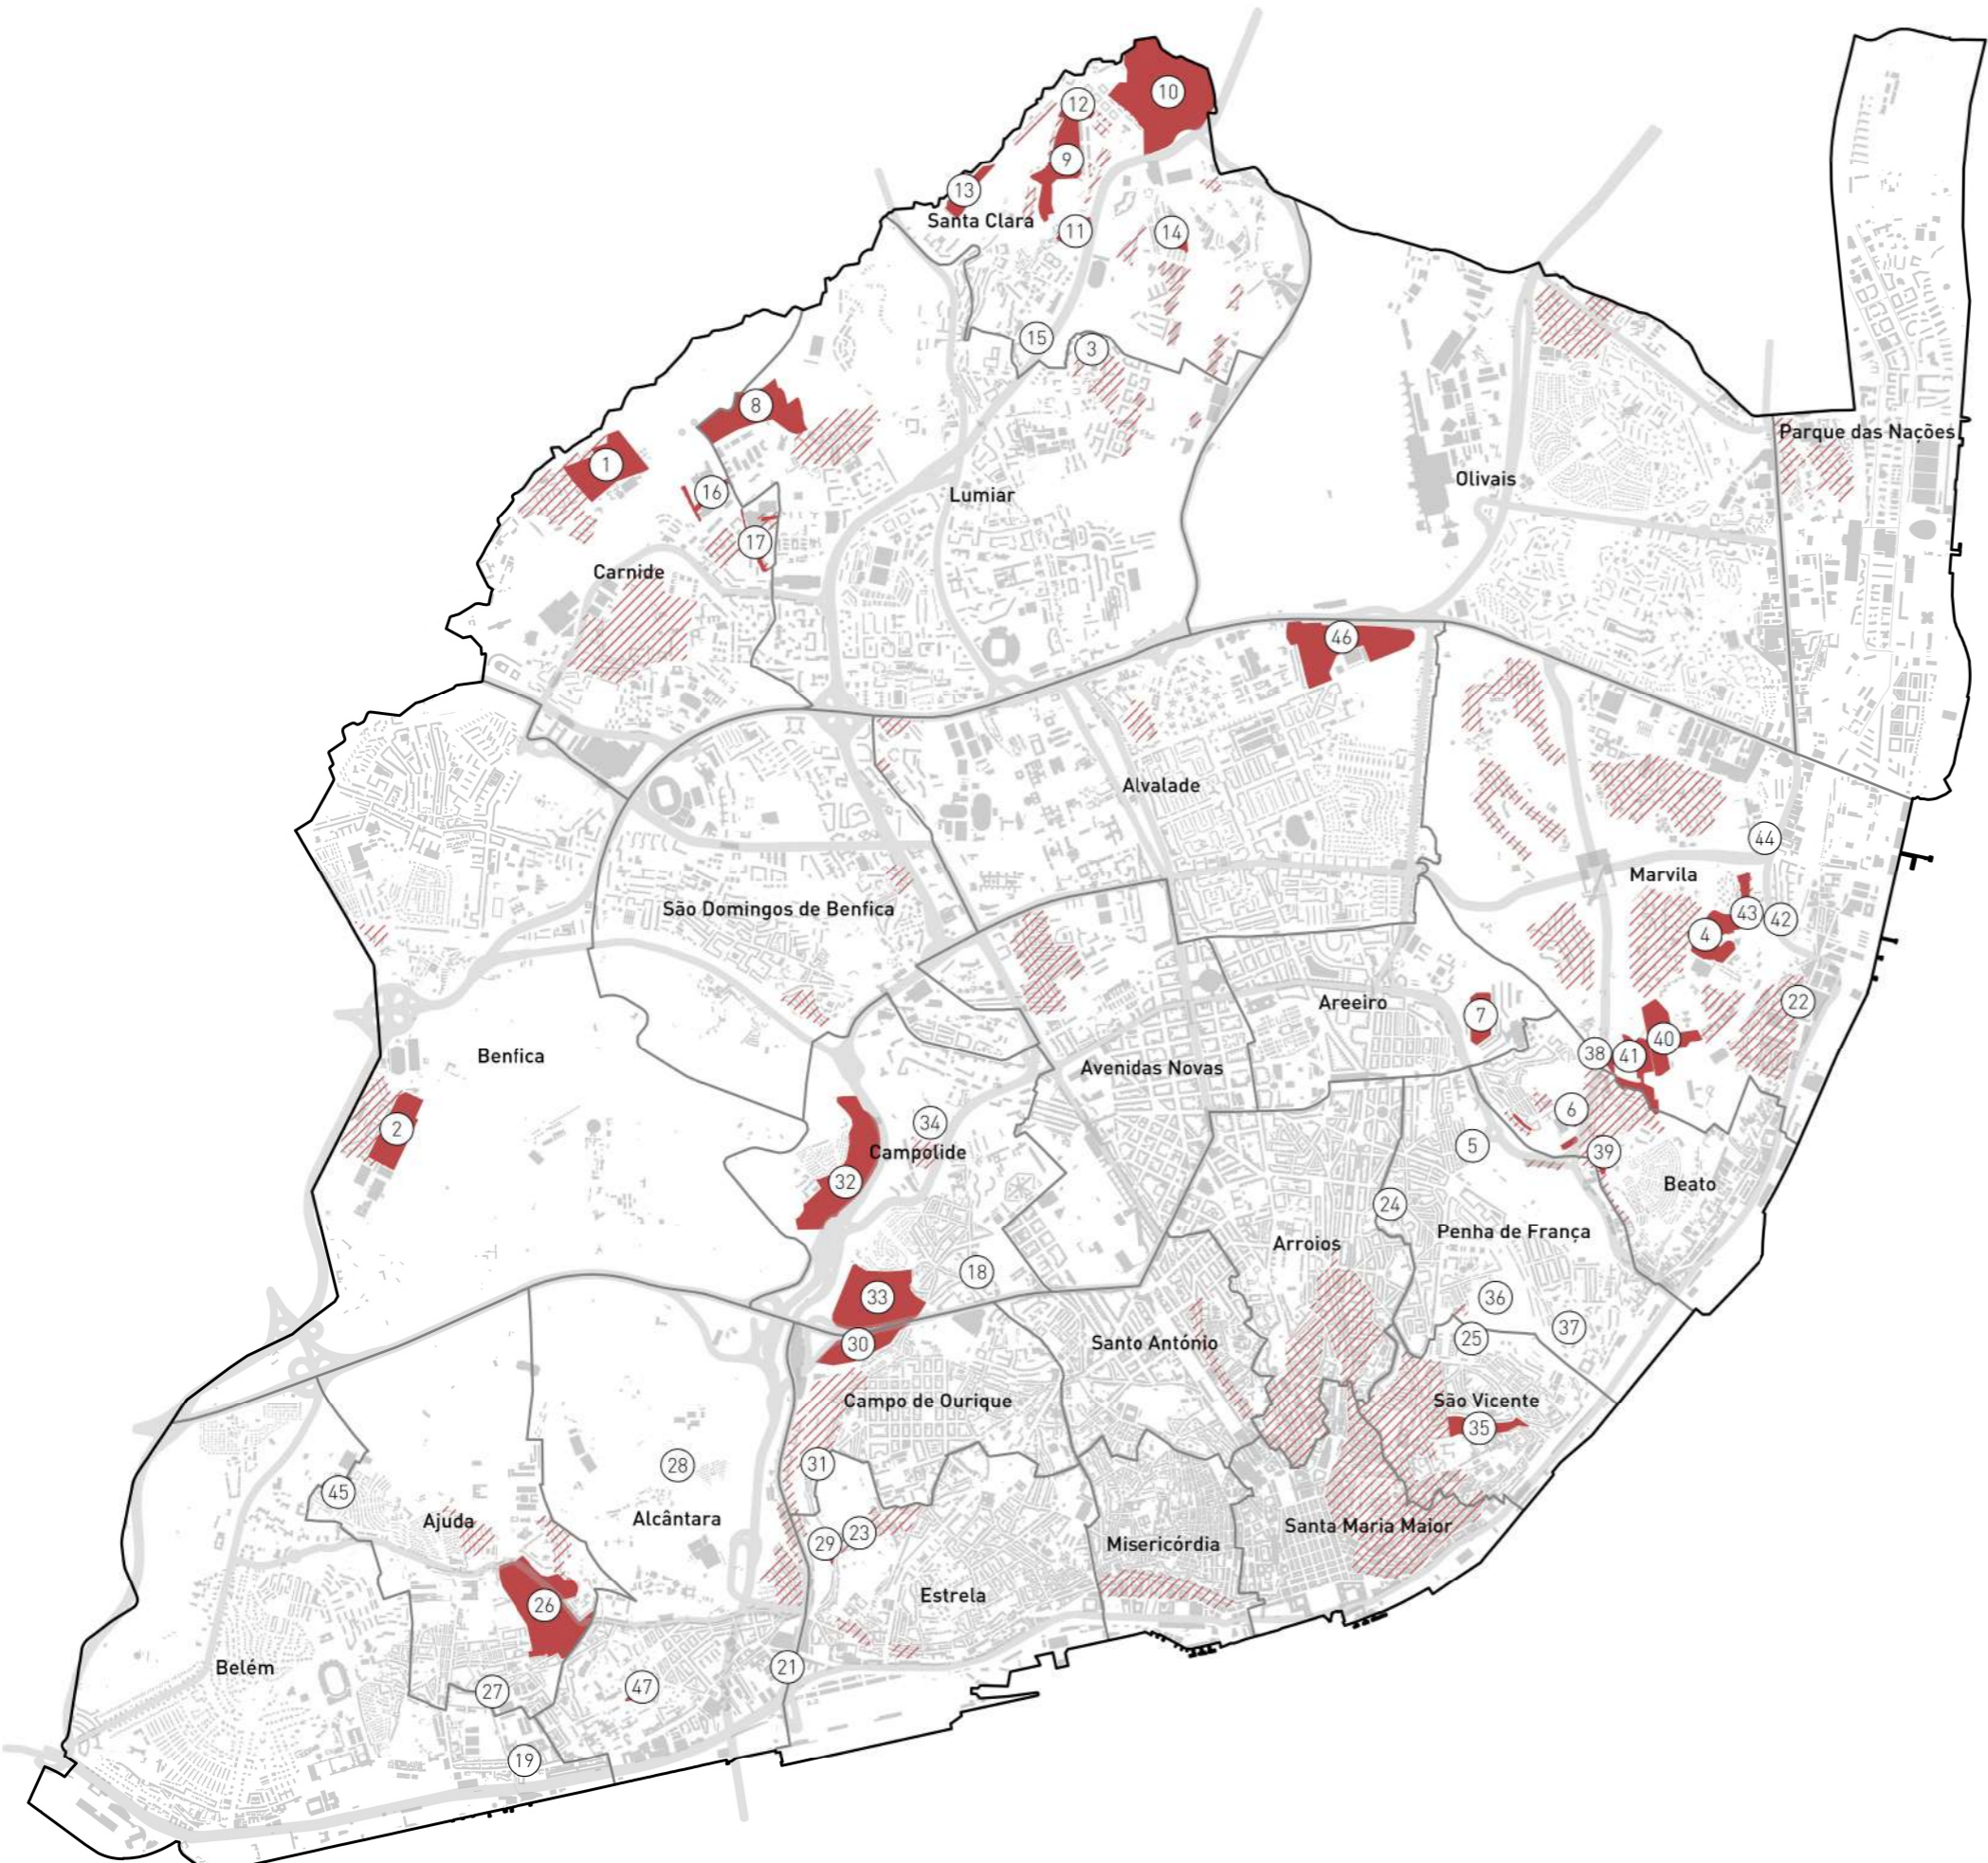 10
12
9
13
Santa Clara
11
14
15
3
8
Parque das Nações
1
Olivais
16
Lumiar
17
Carnide
46
Alvalade
44
Marvila
São Domingos de Benfica
43
42
4
22
Areeiro
7
40
38
41
Benfica
Avenidas Novas
6
34
2
5
Campolide
39
32
Beato
24
Penha de França
Arroios
18
33
36
37
25
30
Santo António
Campo de Ourique
São Vicente
35
31
28
45
Ajuda
Alcântara
Santa Maria Maior
23
29
Misericórdia
Estrela
26
Belém
21
47
27
19